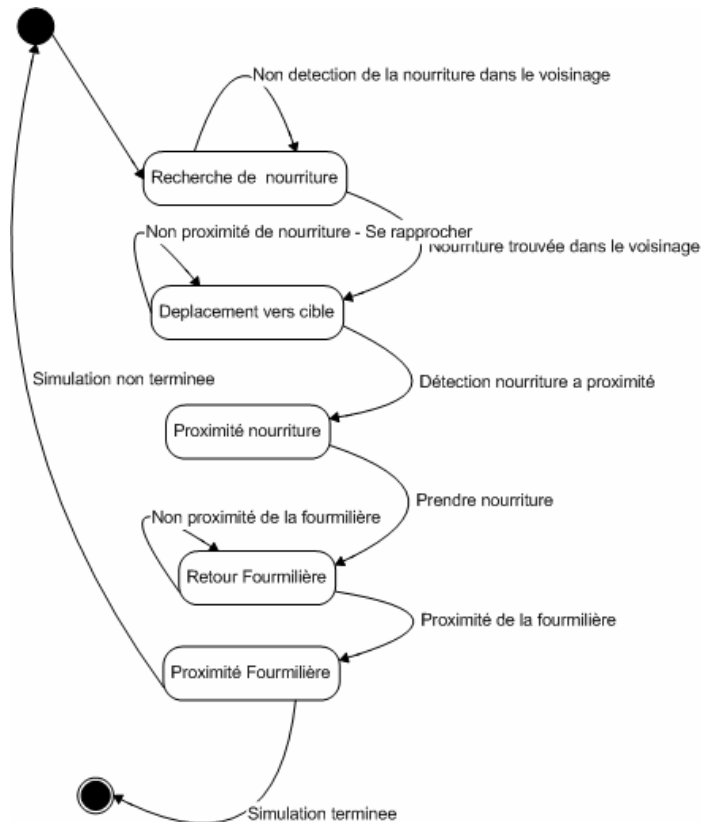 Non detection de la nourriture dans le voisinage
Recherche de nourriture
Non proximité de nourriture - Se rapprocher
Nourriture trouvée dans le voisinage
Deplacement vers cible
Simulation non terminee
Détection nourriture a proximité
Proximité nourriture
Prendre nourriture
Non proximité de la fourmilière
Retour Fourmilière
Proximité de la fourmilière
Proximité Fourmilière
Simulation terminee